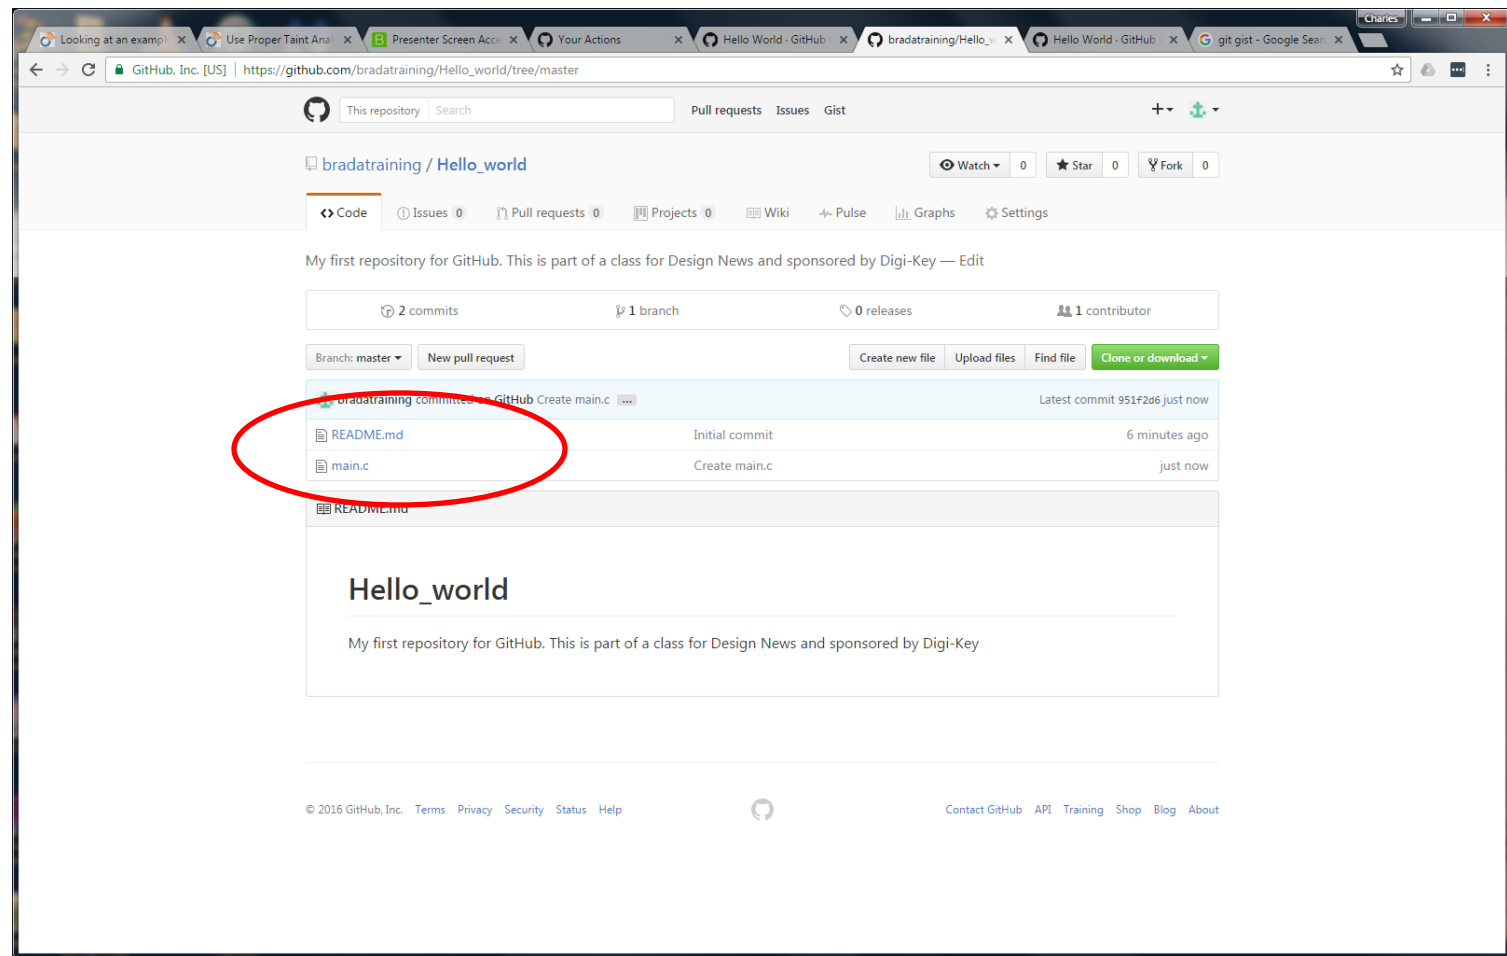 Charles
Looking at an exampl Use Proper Taint Anal Presenter Screen Acce Your Actions Hello World · GitHub bradatraining/Hello_w Hello World · GitHub git gist - Google Sear
GitHub, Inc. [US] https://github.com/bradatraining/Hello_world/tree/master
This repository Search Pull requests Issues Gist
bradatraining / Hello_world Watch 0 Star 0 Fork 0
Code Issues 0 Pull requests 0 Projects 0 Wiki Pulse Graphs Settings
My first repository for GitHub. This is part of a class for Design News and sponsored by Digi-Key — Edit
2 commits 1 branch 0 releases 1 contributor
Branch: master New pull request Create new file Upload files Find file Clone or download
bradatraining committed on GitHub Create main.c ... Latest commit 951f2d6 just now
README.md Initial commit 6 minutes ago
main.c Create main.c just now
README.md
Hello_world
My first repository for GitHub. This is part of a class for Design News and sponsored by Digi-Key
© 2016 GitHub, Inc. Terms Privacy Security Status Help Contact GitHub API Training Shop Blog About